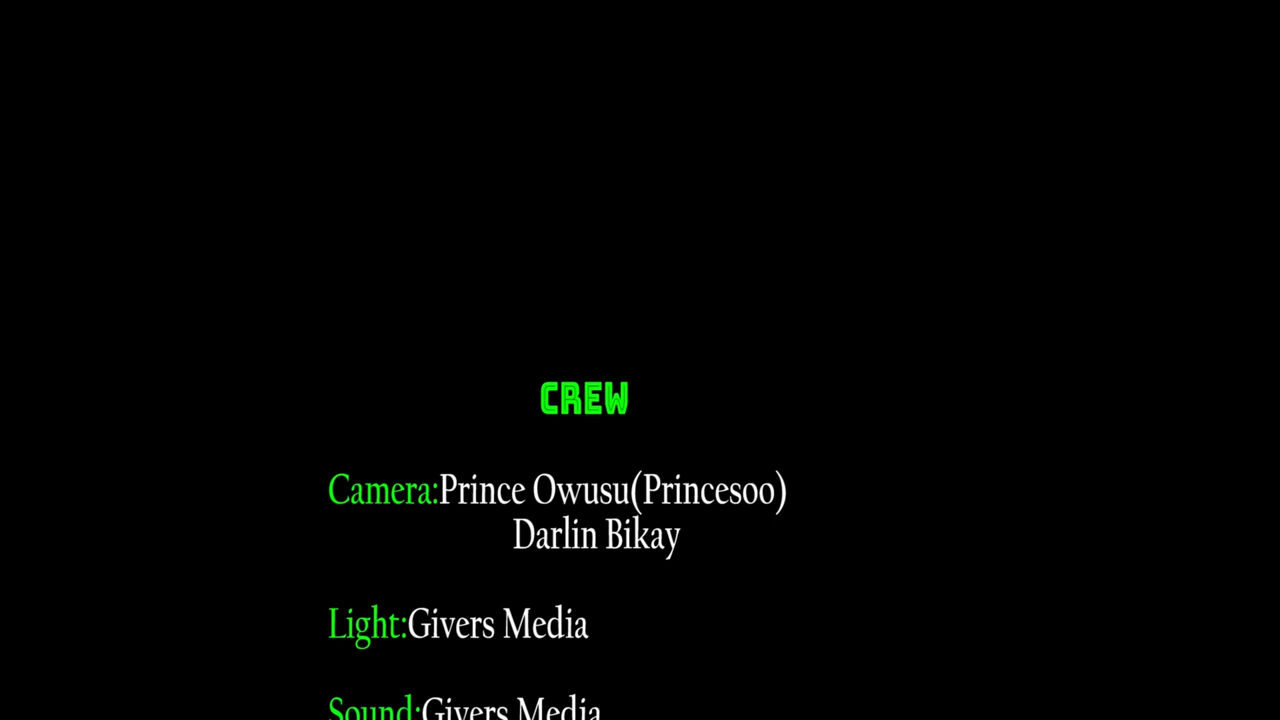 CREW
Camera:Prince Owusu(Princesoo)
Darlin Bikay
Light:Givers Media
Sound:Givers Media